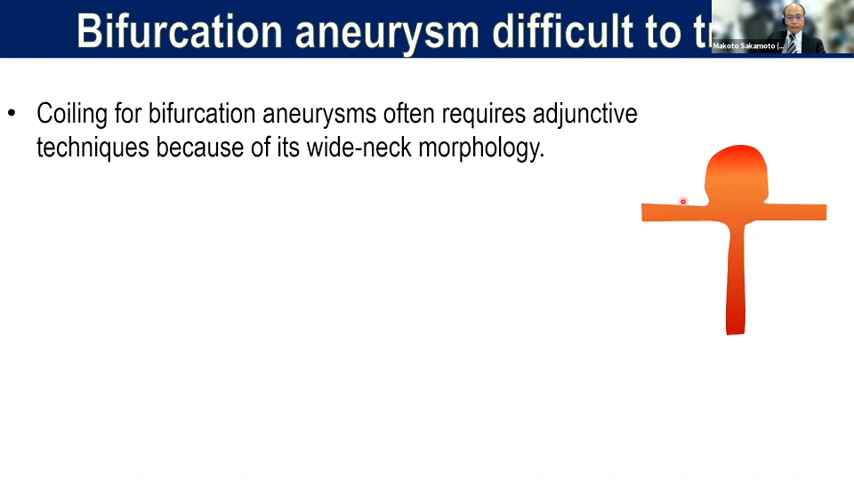 Bifurcation aneurysm difficult to
Makoto Sakamoto
• Coiling for bifurcation aneurysms often requires adjunctive
techniques because of its wide-neck morphology.